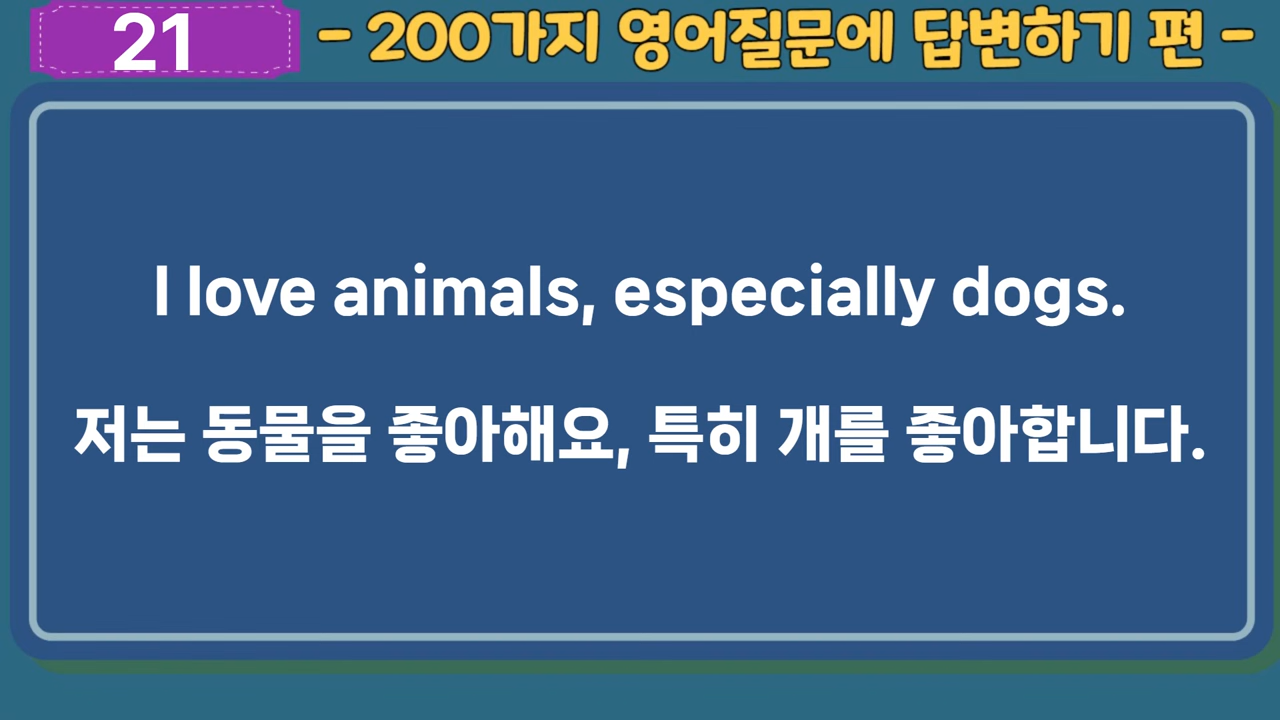 21
- 200가지 영어질문에 답변하기 편 -
I love animals, especially dogs.
저는 동물을 좋아해요, 특히 개를 좋아합니다.